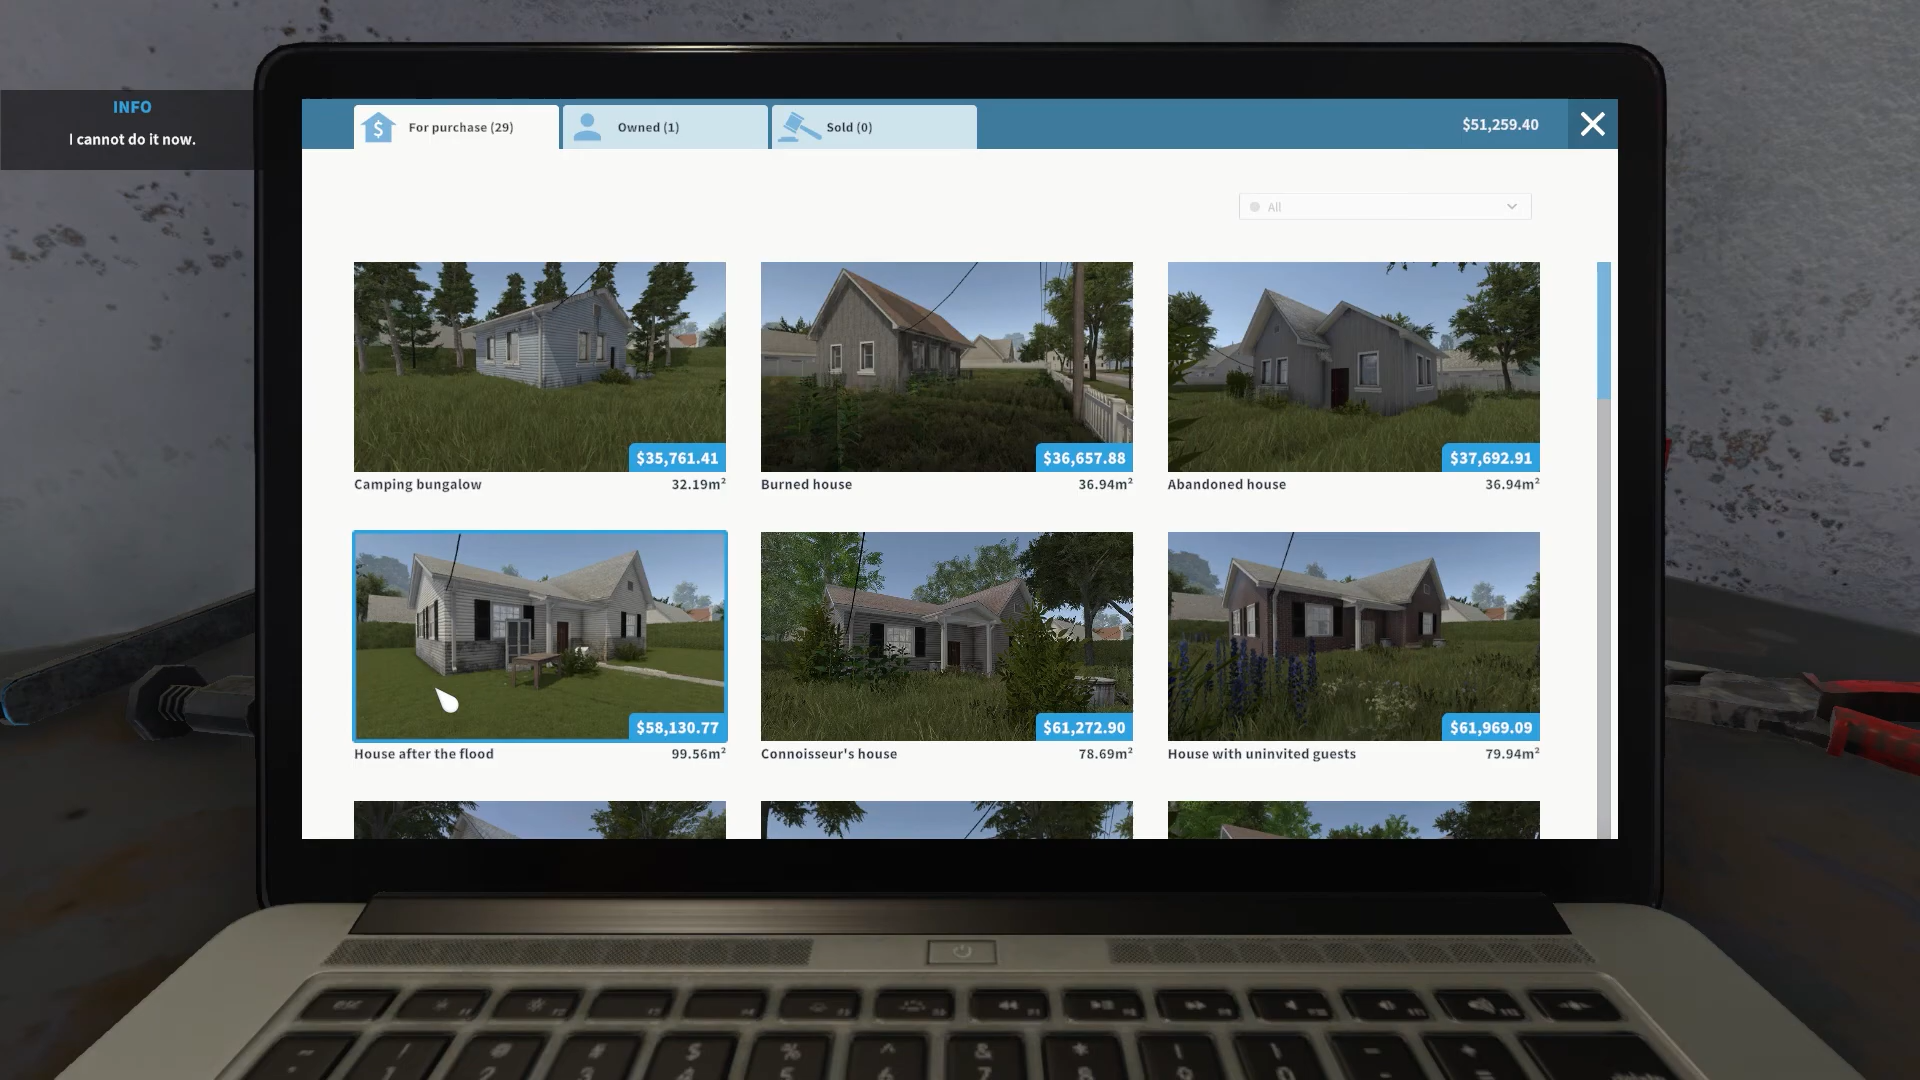 INFO
I cannot do it now.
For purchase (29)
Owned (1)
Sold (0)
$51,259.40
All
$35,761.41
Camping bungalow 32.19m²
$36,657.88
Burned house 36.94m²
$37,692.91
Abandoned house 36.94m²
$58,130.77
House after the flood 99.56m²
$61,272.90
Connoisseur's house 78.69m²
$61,969.09
House with uninvited guests 79.94m²
esc